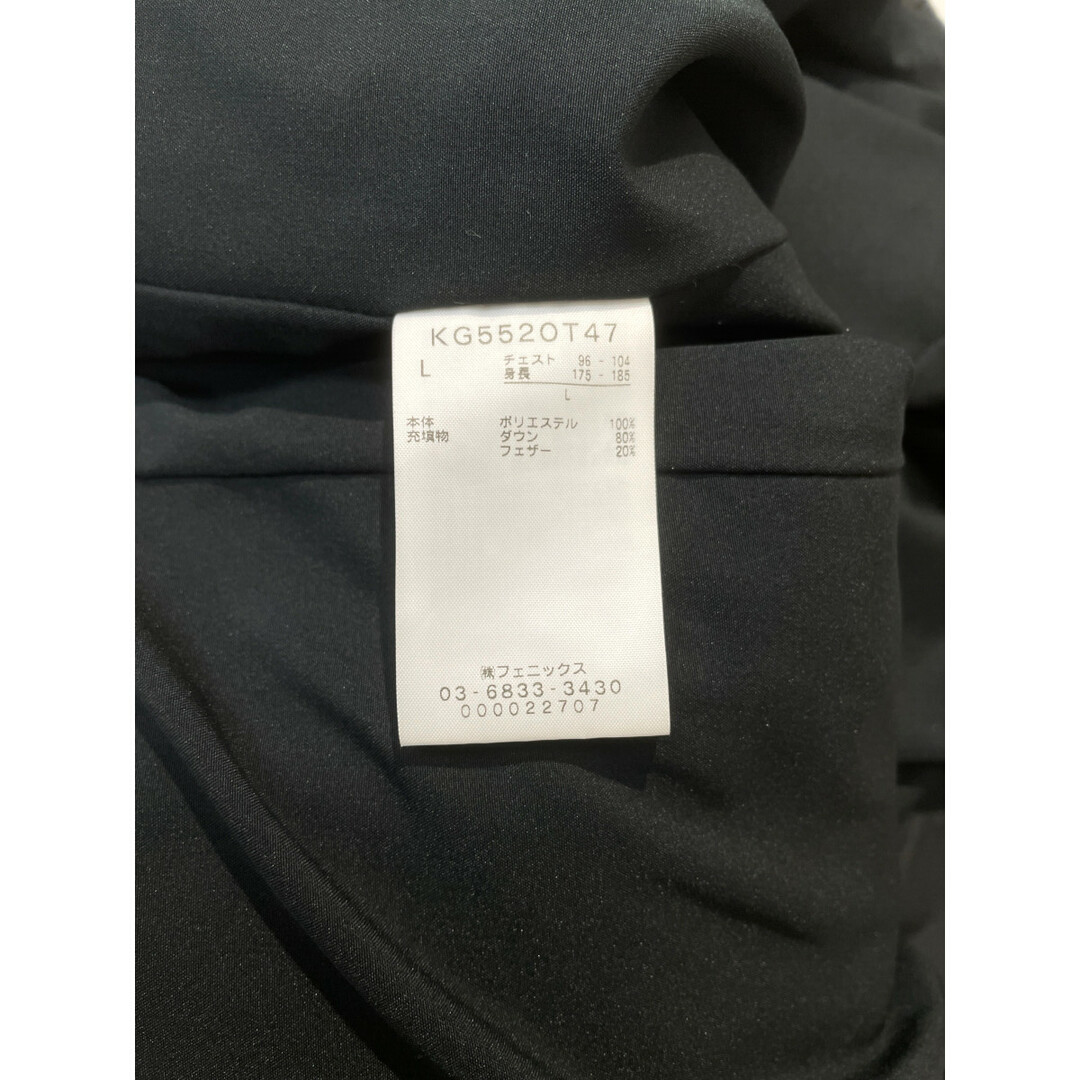 KG5520T47
L チェスト 96 - 104
身長 175 - 185
L
本体 ポリエステル 100%
充填物 ダウン 80%
フェザー 20%
㈱フェニックス
03-6833-3430
000022707